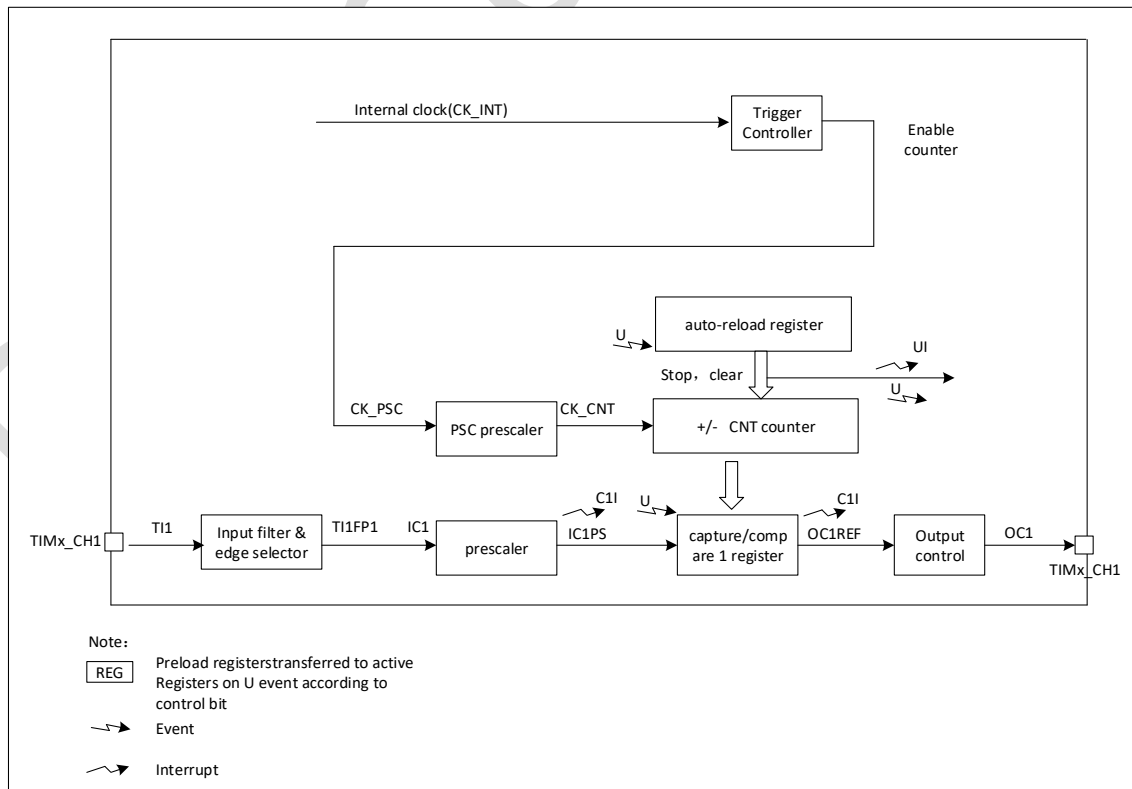 Internal clock(CK_INT)
Trigger
Controller
Enable
counter
auto-reload register
U
UI
Stop，clear
U
CK_PSC
CK_CNT
PSC prescaler
+/-   CNT counter
C1I
U
C1I
TIMx_CH1
TI1
Input filter &
edge selector
TI1FP1
IC1
prescaler
IC1PS
capture/comp
are 1 register
OC1REF
Output
control
OC1
TIMx_CH1
Note：
REG
Preload registerstransferred to active
Registers on U event according to
control bit
Event
Interrupt